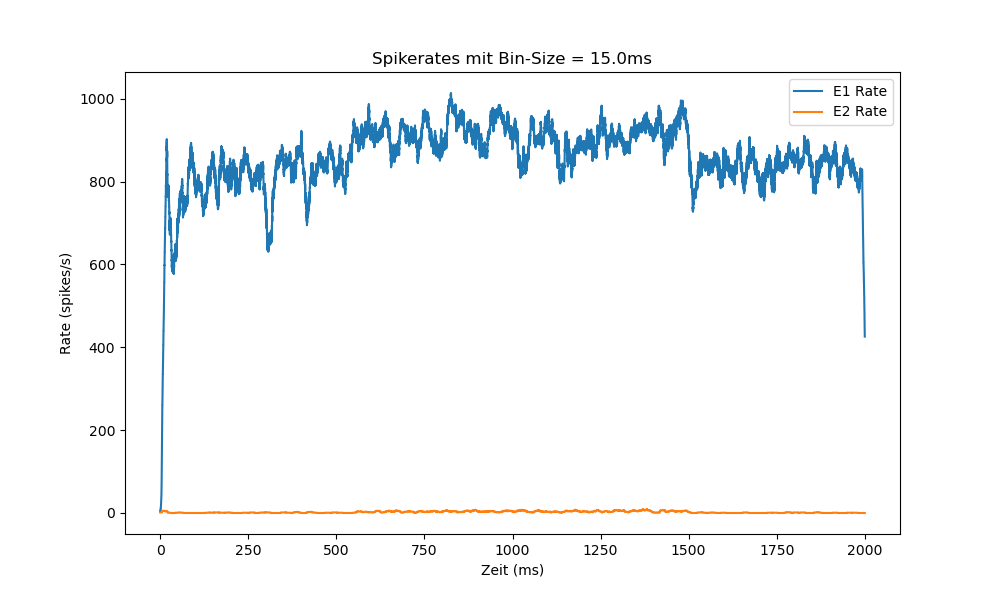 Spikerates mit Bin-Size = 15.0ms
E1 Rate
E2 Rate
Rate (spikes/s)
1000
800
600
400
200
0
0 250 500 750 1000 1250 1500 1750 2000
Zeit (ms)